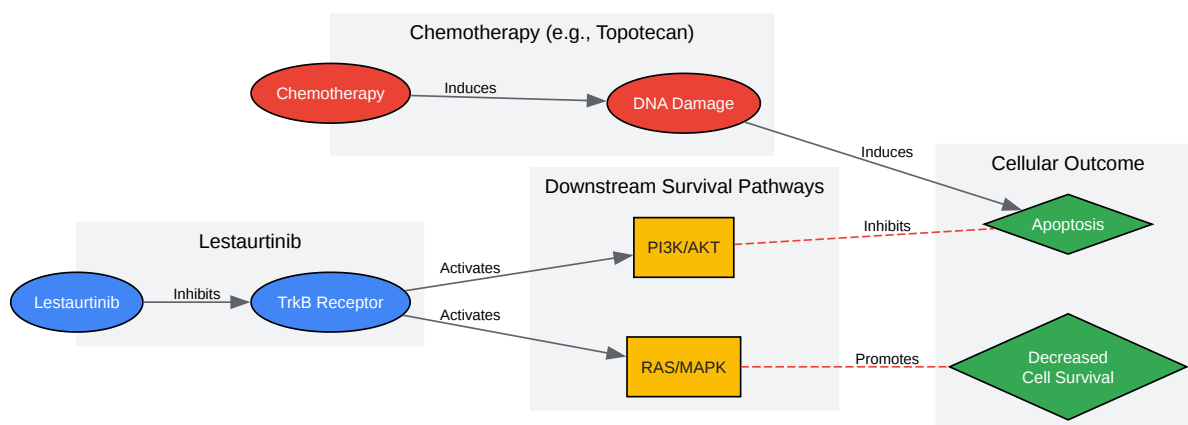 Chemotherapy (e.g., Topotecan)
Chemotherapy
Induces
DNA Damage
Induces
Cellular Outcome
Apoptosis
Downstream Survival Pathways
PI3K/AKT
Inhibits
Lestaurtinib
Lestaurtinib
Inhibits
TrkB Receptor
Activates
Activates
RAS/MAPK
Promotes
Decreased
Cell Survival